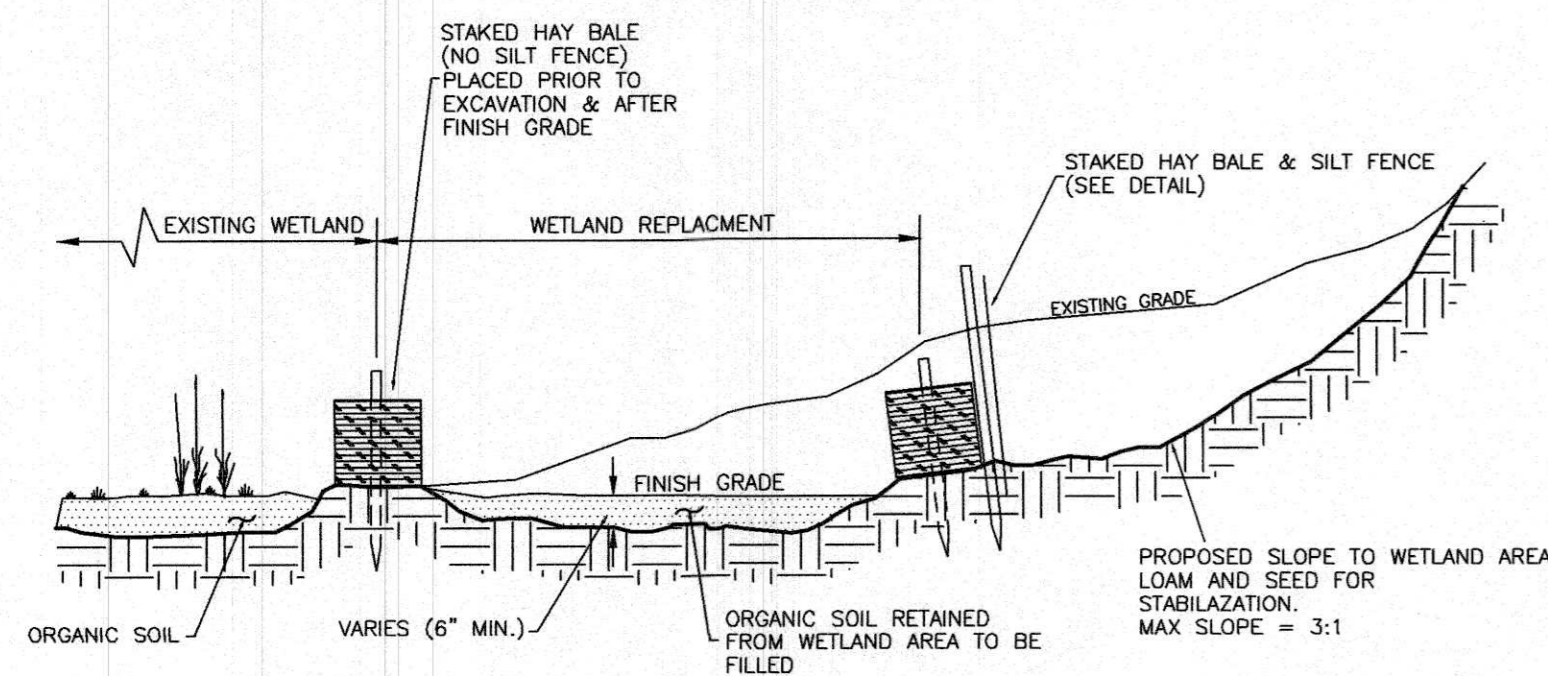 STAKED HAY BALE
(NO SILT FENCE)
PLACED PRIOR TO
EXCAVATION & AFTER
FINISH GRADE
STAKED HAY BALE & SILT FENCE
(SEE DETAIL)
EXISTING WETLAND
WETLAND REPLACMENT
EXISTING GRADE
FINISH GRADE
ORGANIC SOIL
VARIES (6" MIN.)
ORGANIC SOIL RETAINED
FROM WETLAND AREA TO BE
FILLED
PROPOSED SLOPE TO WETLAND AREA
LOAM AND SEED FOR
STABILAZATION.
MAX SLOPE = 3:1